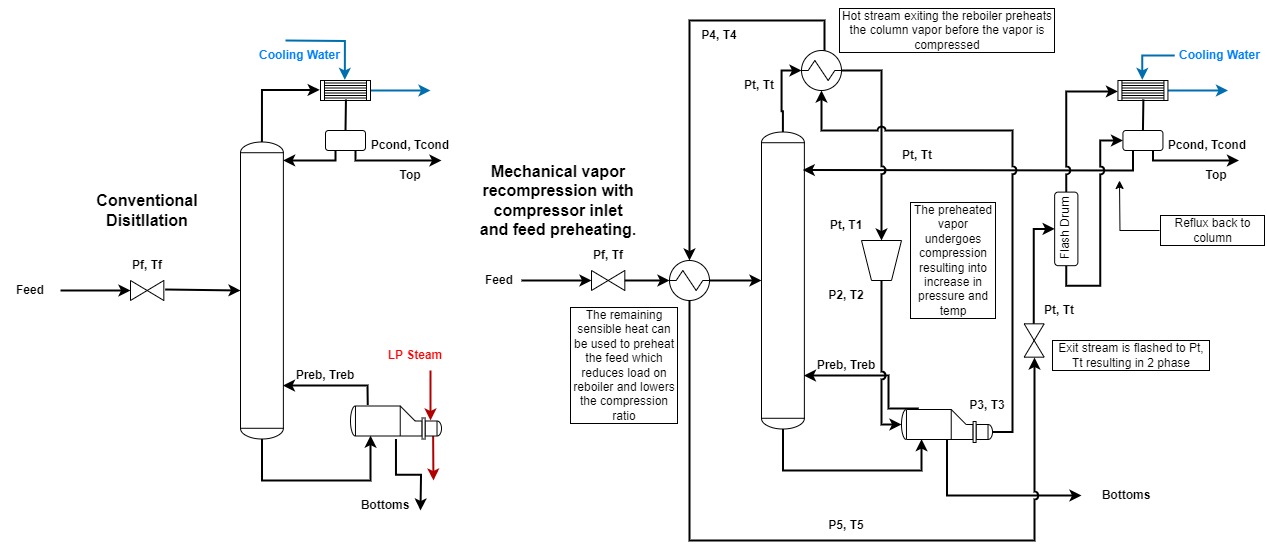 Cooling Water
Pcond, Tcond
Top
Conventional
Disitllation
Pf, Tf
Feed
LP Steam
Preb, Treb
Bottoms
Mechanical vapor
recompression with
compressor inlet
and feed preheating.
Pf, Tf
Feed
The remaining
sensible heat can
be used to preheat
the feed which
reduces load on
reboiler and lowers
the compression
ratio
P4, T4
Hot stream exiting the reboiler preheats
the column vapor before the vapor is
compressed
Pt, Tt
Pt, Tt
Pt, T1
P2, T2
The preheated
vapor
undergoes
compression
resulting into
increase in
pressure and
temp
Preb, Treb
P3, T3
Bottoms
P5, T5
Cooling Water
Pcond, Tcond
Top
Flash Drum
Reflux back to
column
Pt, Tt
Exit stream is flashed to Pt,
Tt resulting in 2 phase